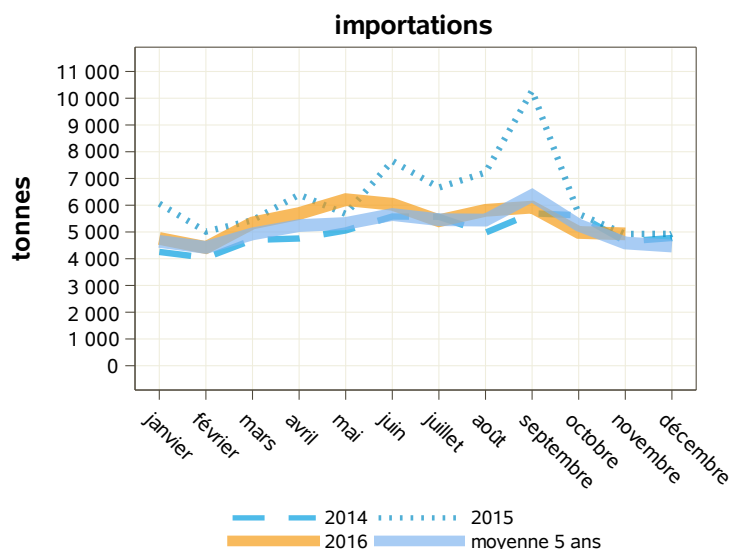 importations
tonnes
11 000
10 000
9 000
8 000
7 000
6 000
5 000
4 000
3 000
2 000
1 000
0
janvier
février
mars
avril
mai
juin
juillet
août
septembre
octobre
novembre
décembre
2014 2015
2016 moyenne 5 ans